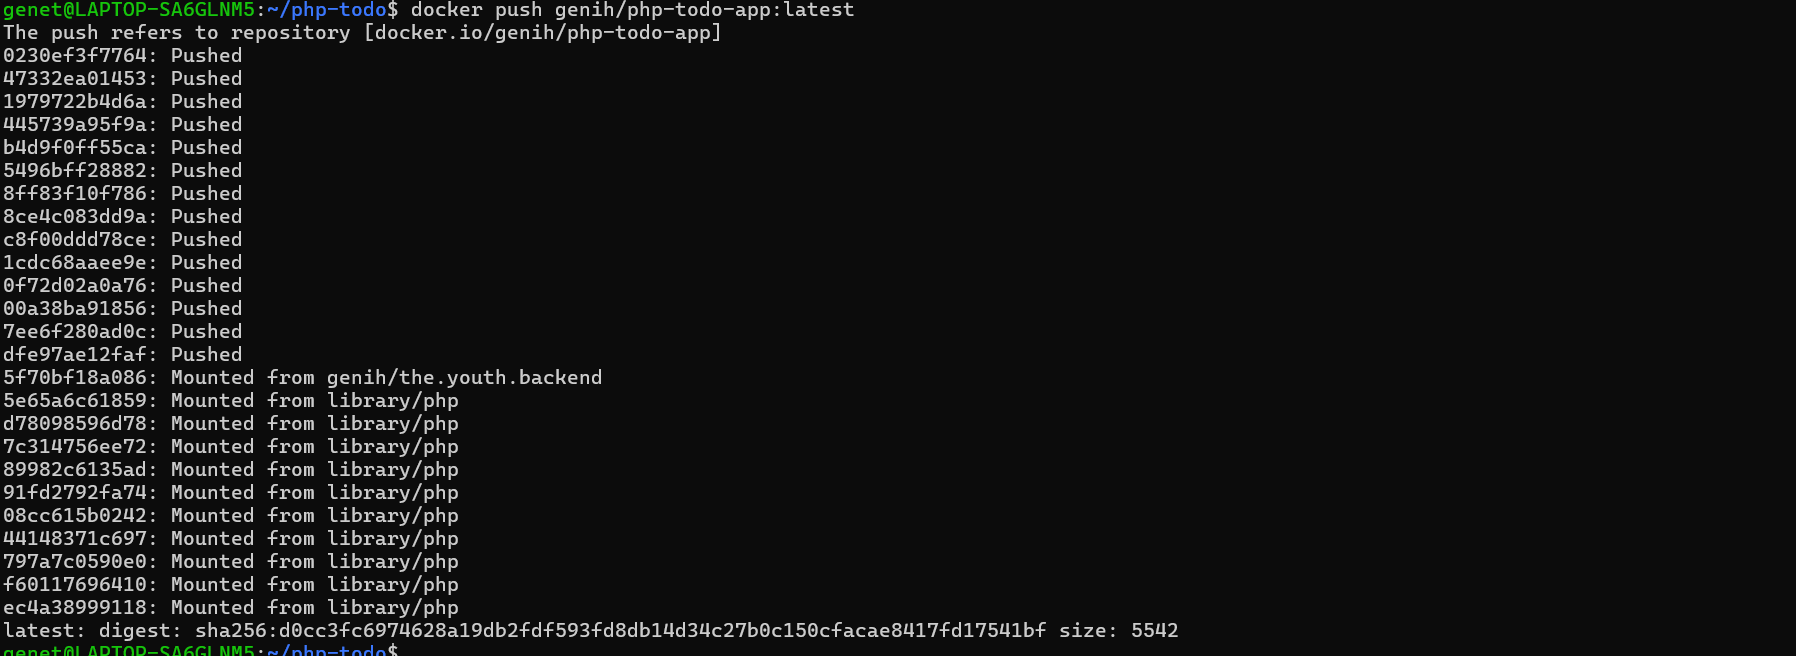 genet@LAPTOP-SA6GLNM5:~/php-todo$ docker push genih/php-todo-app:latest
The push refers to repository [docker.io/genih/php-todo-app]
0230ef3f7764: Pushed
47332ea01453: Pushed
1979722b4d6a: Pushed
445739a95f9a: Pushed
b4d9f0ff55ca: Pushed
5496bff28882: Pushed
8ff83f10f786: Pushed
8ce4c083dd9a: Pushed
c8f00ddd78ce: Pushed
1cdc68aaee9e: Pushed
0f72d02a0a76: Pushed
00a38ba91856: Pushed
7ee6f280ad0c: Pushed
dfe97ae12faf: Pushed
5f70bf18a086: Mounted from genih/the.youth.backend
5e65a6c61859: Mounted from library/php
d78098596d78: Mounted from library/php
7c314756ee72: Mounted from library/php
89982c6135ad: Mounted from library/php
91fd2792fa74: Mounted from library/php
08cc615b0242: Mounted from library/php
44148371c697: Mounted from library/php
797a7c0590e0: Mounted from library/php
f60117696410: Mounted from library/php
ec4a38999118: Mounted from library/php
latest: digest: sha256:d0cc3fc6974628a19db2fdf593fd8db14d34c27b0c150cfacae8417fd17541bf size: 5542
genet@LAPTOP-SA6GLNM5:~/php-todo$